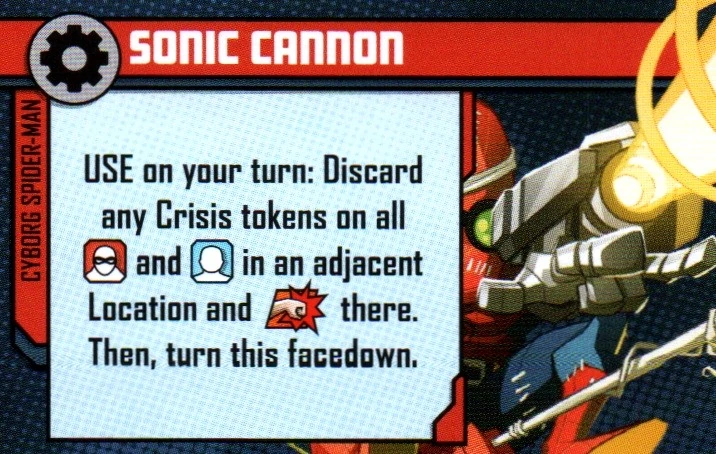 SONIC CANNON
CYBORG SPIDER-MAN
USE on your turn: Discard
any Crisis tokens on all
and in an adjacent
Location and there.
Then, turn this facedown.